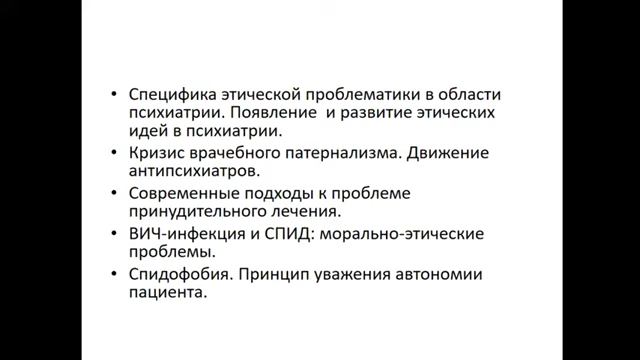 • Специфика этической проблематики в области
психиатрии. Появление и развитие этических
идей в психиатрии.
• Кризис врачебного патернализма. Движение
антипсихиатров.
• Современные подходы к проблеме
принудительного лечения.
• ВИЧ-инфекция и СПИД: морально-этические
проблемы.
• Спидофобия. Принцип уважения автономии
пациента.